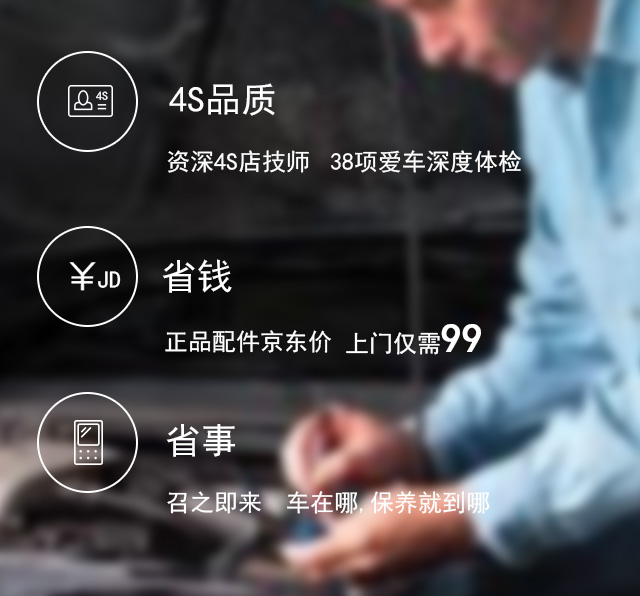 4S
4S品质
资深4S店技师 38项爱车深度体检
¥JD
省钱
正品配件京东价 上门仅需99
省事
召之即来 车在哪,保养就到哪